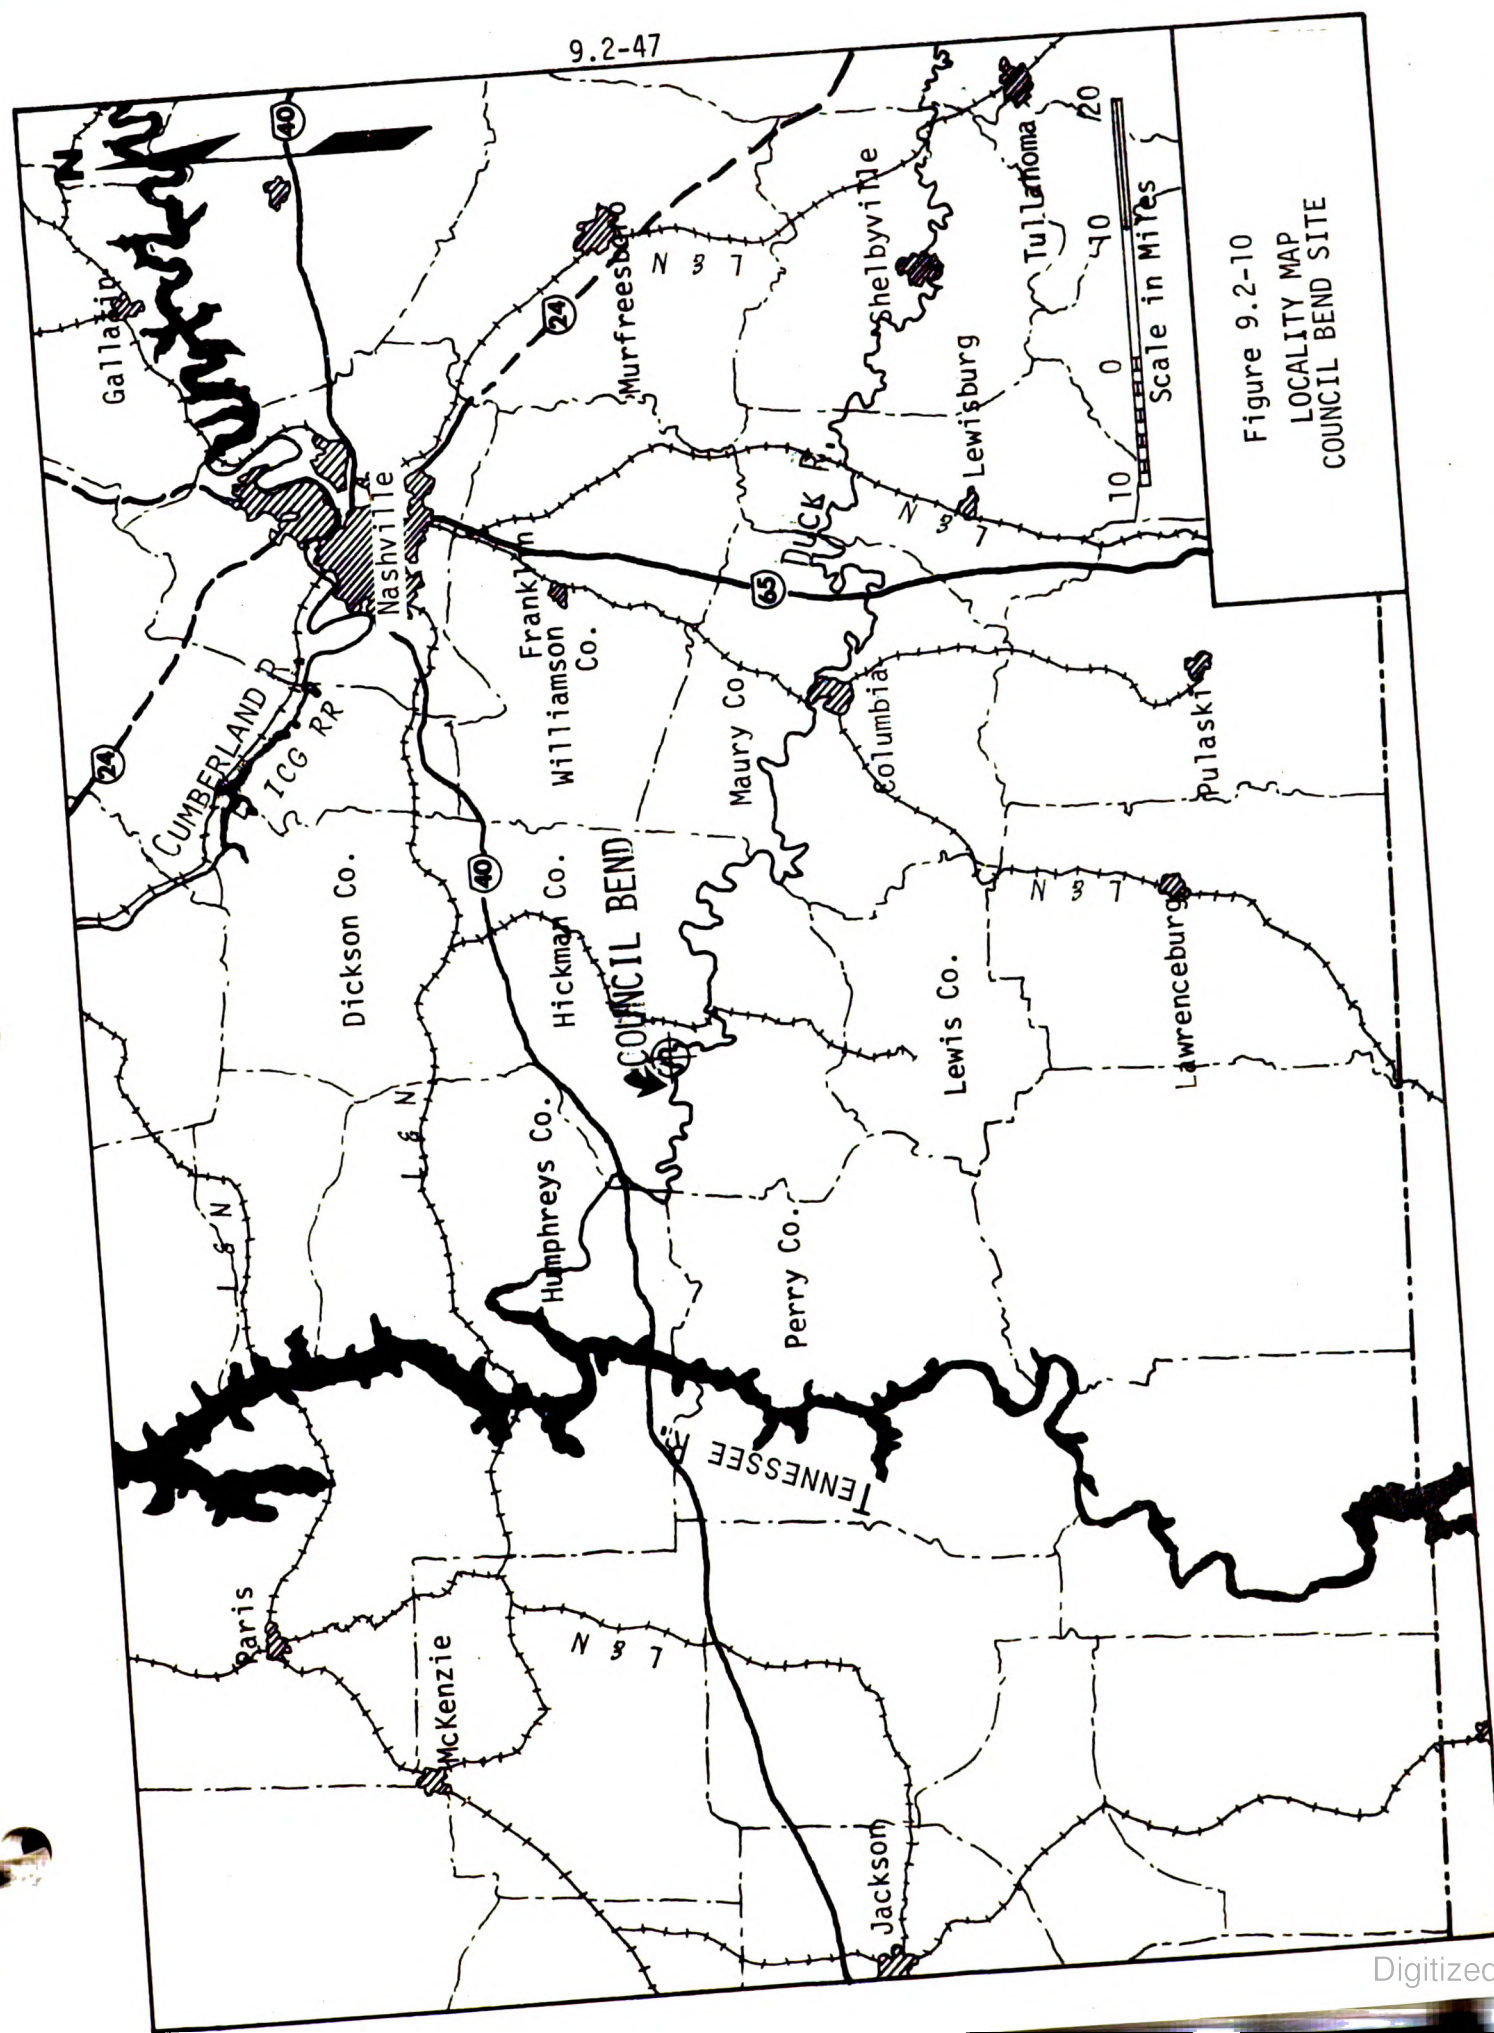 9.2-47
N
40
Gallatin
Murfreesboro
24
L & N
Shelbyville
Tullahoma
Lewisburg
L & N
DUCK R.
Nashville
Franklin
Williamson
Co.
65
24
CUMBERLAND R.
ICG RR
Maury Co
Columbia
Pulaski
40
Dickson Co.
Hickman Co.
COUNCIL BEND
Lewis Co.
L & N
Lawrenceburg
L & N
L & N
Humphreys Co.
Perry Co.
TENNESSEE R.
Paris
McKenzie
L & N
Jackson
10 0 10 20
Scale in Miles
Figure 9.2-10
LOCALITY MAP
COUNCIL BEND SITE
Digitized